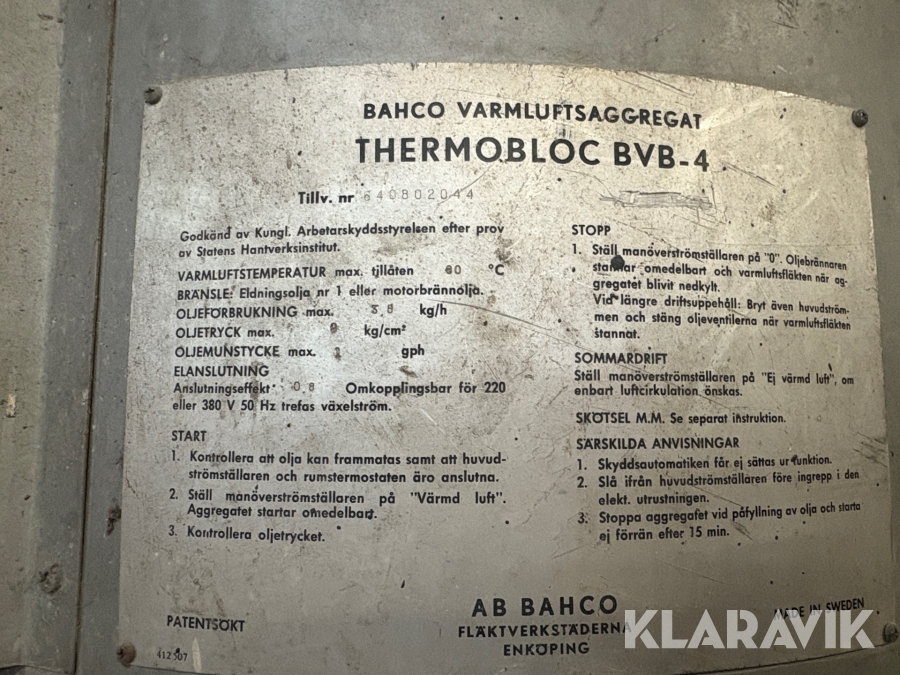 BAHCO VARMLUFTSAGGREGAT
THERMOBLOC BVB-4
Tillv. nr 640802044
Godkänd av Kungl. Arbetarskyddsstyrelsen efter prov
av Statens Hantverksinstitut.
VARMLUFTSTEMPERATUR max. tillåten 80 °C
BRÄNSLE: Eldningsolja nr 1 eller motorbrännolja.
OLJEFÖRBRUKNING max. kg/h
OLJETRYCK max. kg/cm²
OLJEMUNSTYCKE max. gph
ELANSLUTNING
Anslutningseffekt 0 8 Omkopplingsbar för 220
eller 380 V 50 Hz trefas växelström.
START
1. Kontrollera att olja kan frammatas samt att huvud-
strömställaren och rumstermostaten äro anslutna.
2. Ställ manöverströmställaren på "Värmd luft".
Aggregatet startar omedelbart.
3. Kontrollera oljetrycket.
PATENTSÖKT
412 507
STOPP
1. Ställ manöverströmställaren på "0". Oljebrännaren
stannar omedelbart och varmluftsfläkten när ag-
gregatet blivit nedkylt.
Vid längre driftsuppehåll: Bryt även huvudström-
men och stäng oljeventilerna när varmluftsfläkten
stannat.
SOMMARDRIFT
Ställ manöverströmställaren på "Ej värmd luft", om
enbart luftcirkulation önskas.
SKÖTSEL M.M. Se separat instruktion.
SÄRSKILDA ANVISNINGAR
1. Skyddsautomatiken får ej sättas ur funktion.
2. Slå ifrån huvudströmställaren före ingrepp i den
elekt. utrustningen.
3. Stoppa aggregatet vid påfyllning av olja och starta
ej förrän efter 15 min.
AB BAHCO
FLÄKTVERKSTÄDERNA
ENKÖPING
MADE IN SWEDEN
KLARAVIK